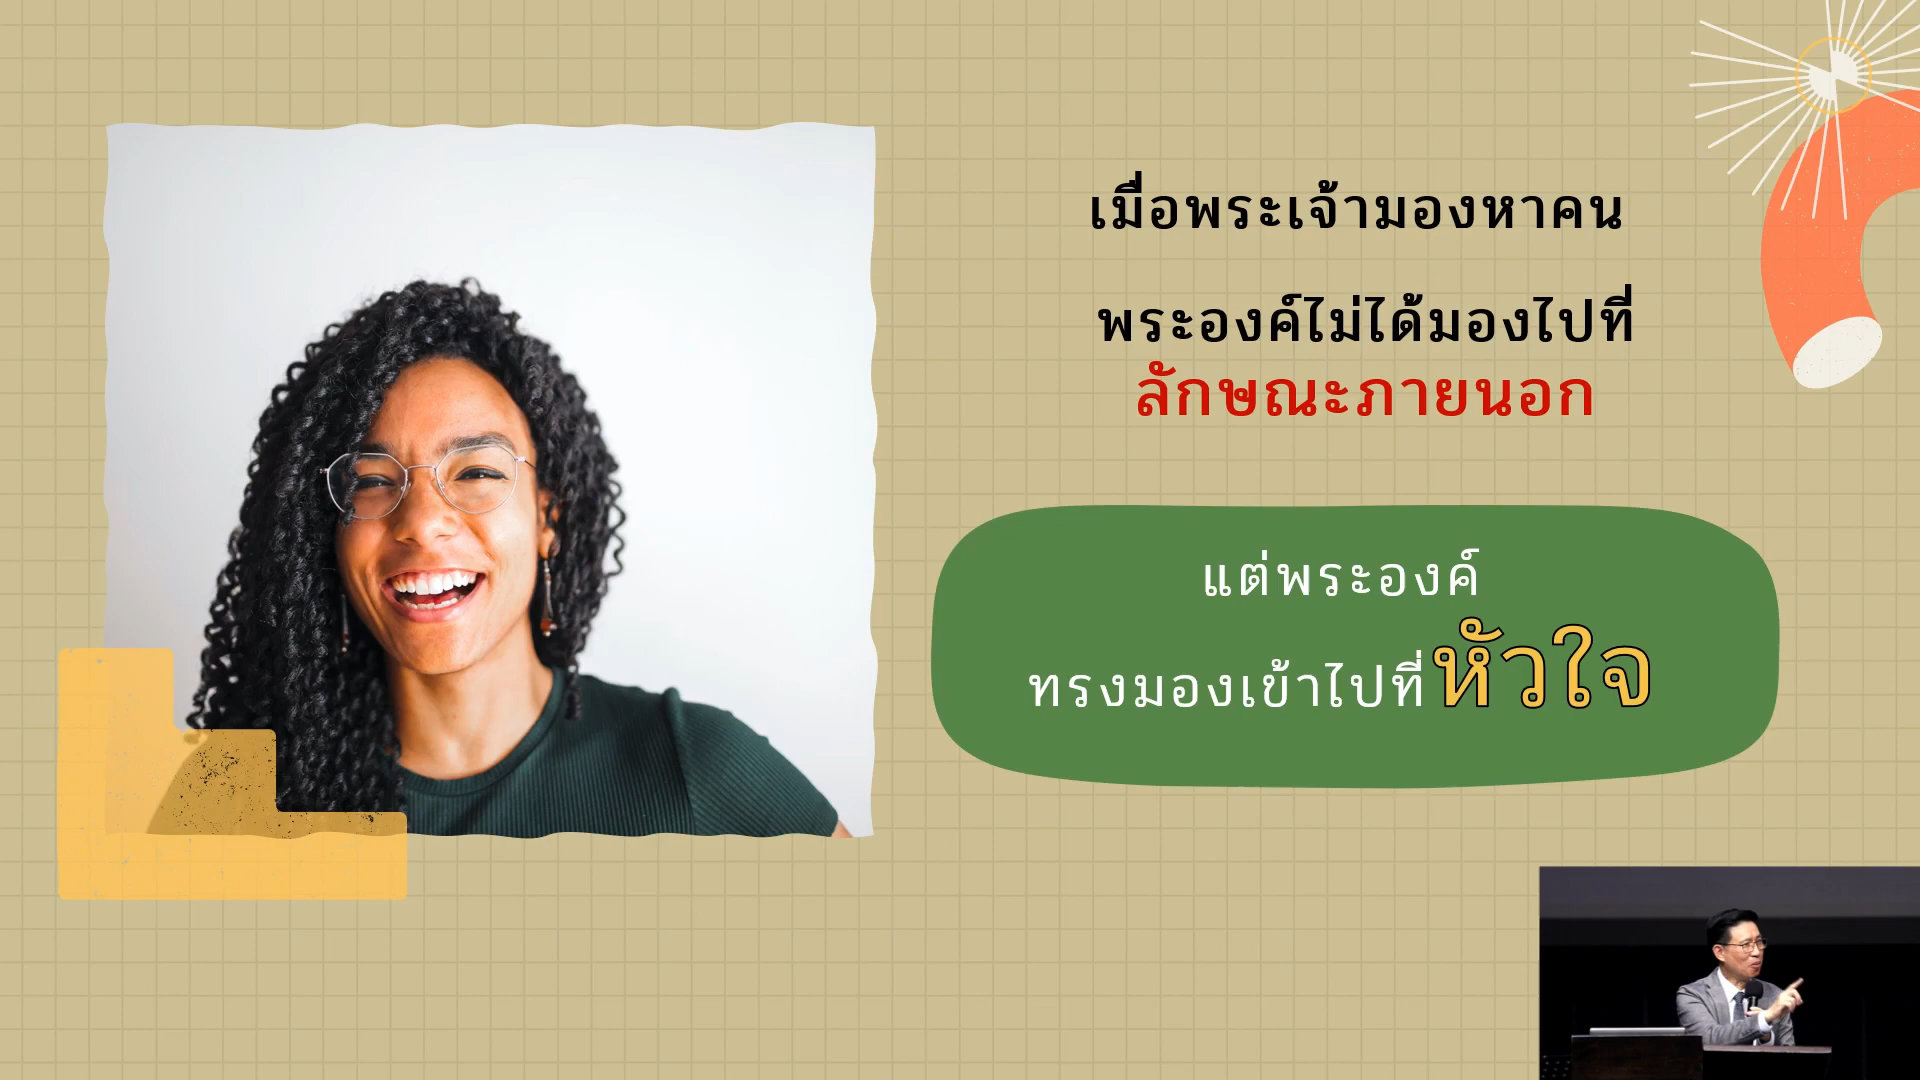 เมื่อพระเจ้ามองหาคน
พระองค์ไม่ได้มองไปที่
ลักษณะภายนอก
แต่พระองค์
ทรงมองเข้าไปที่หัวใจ